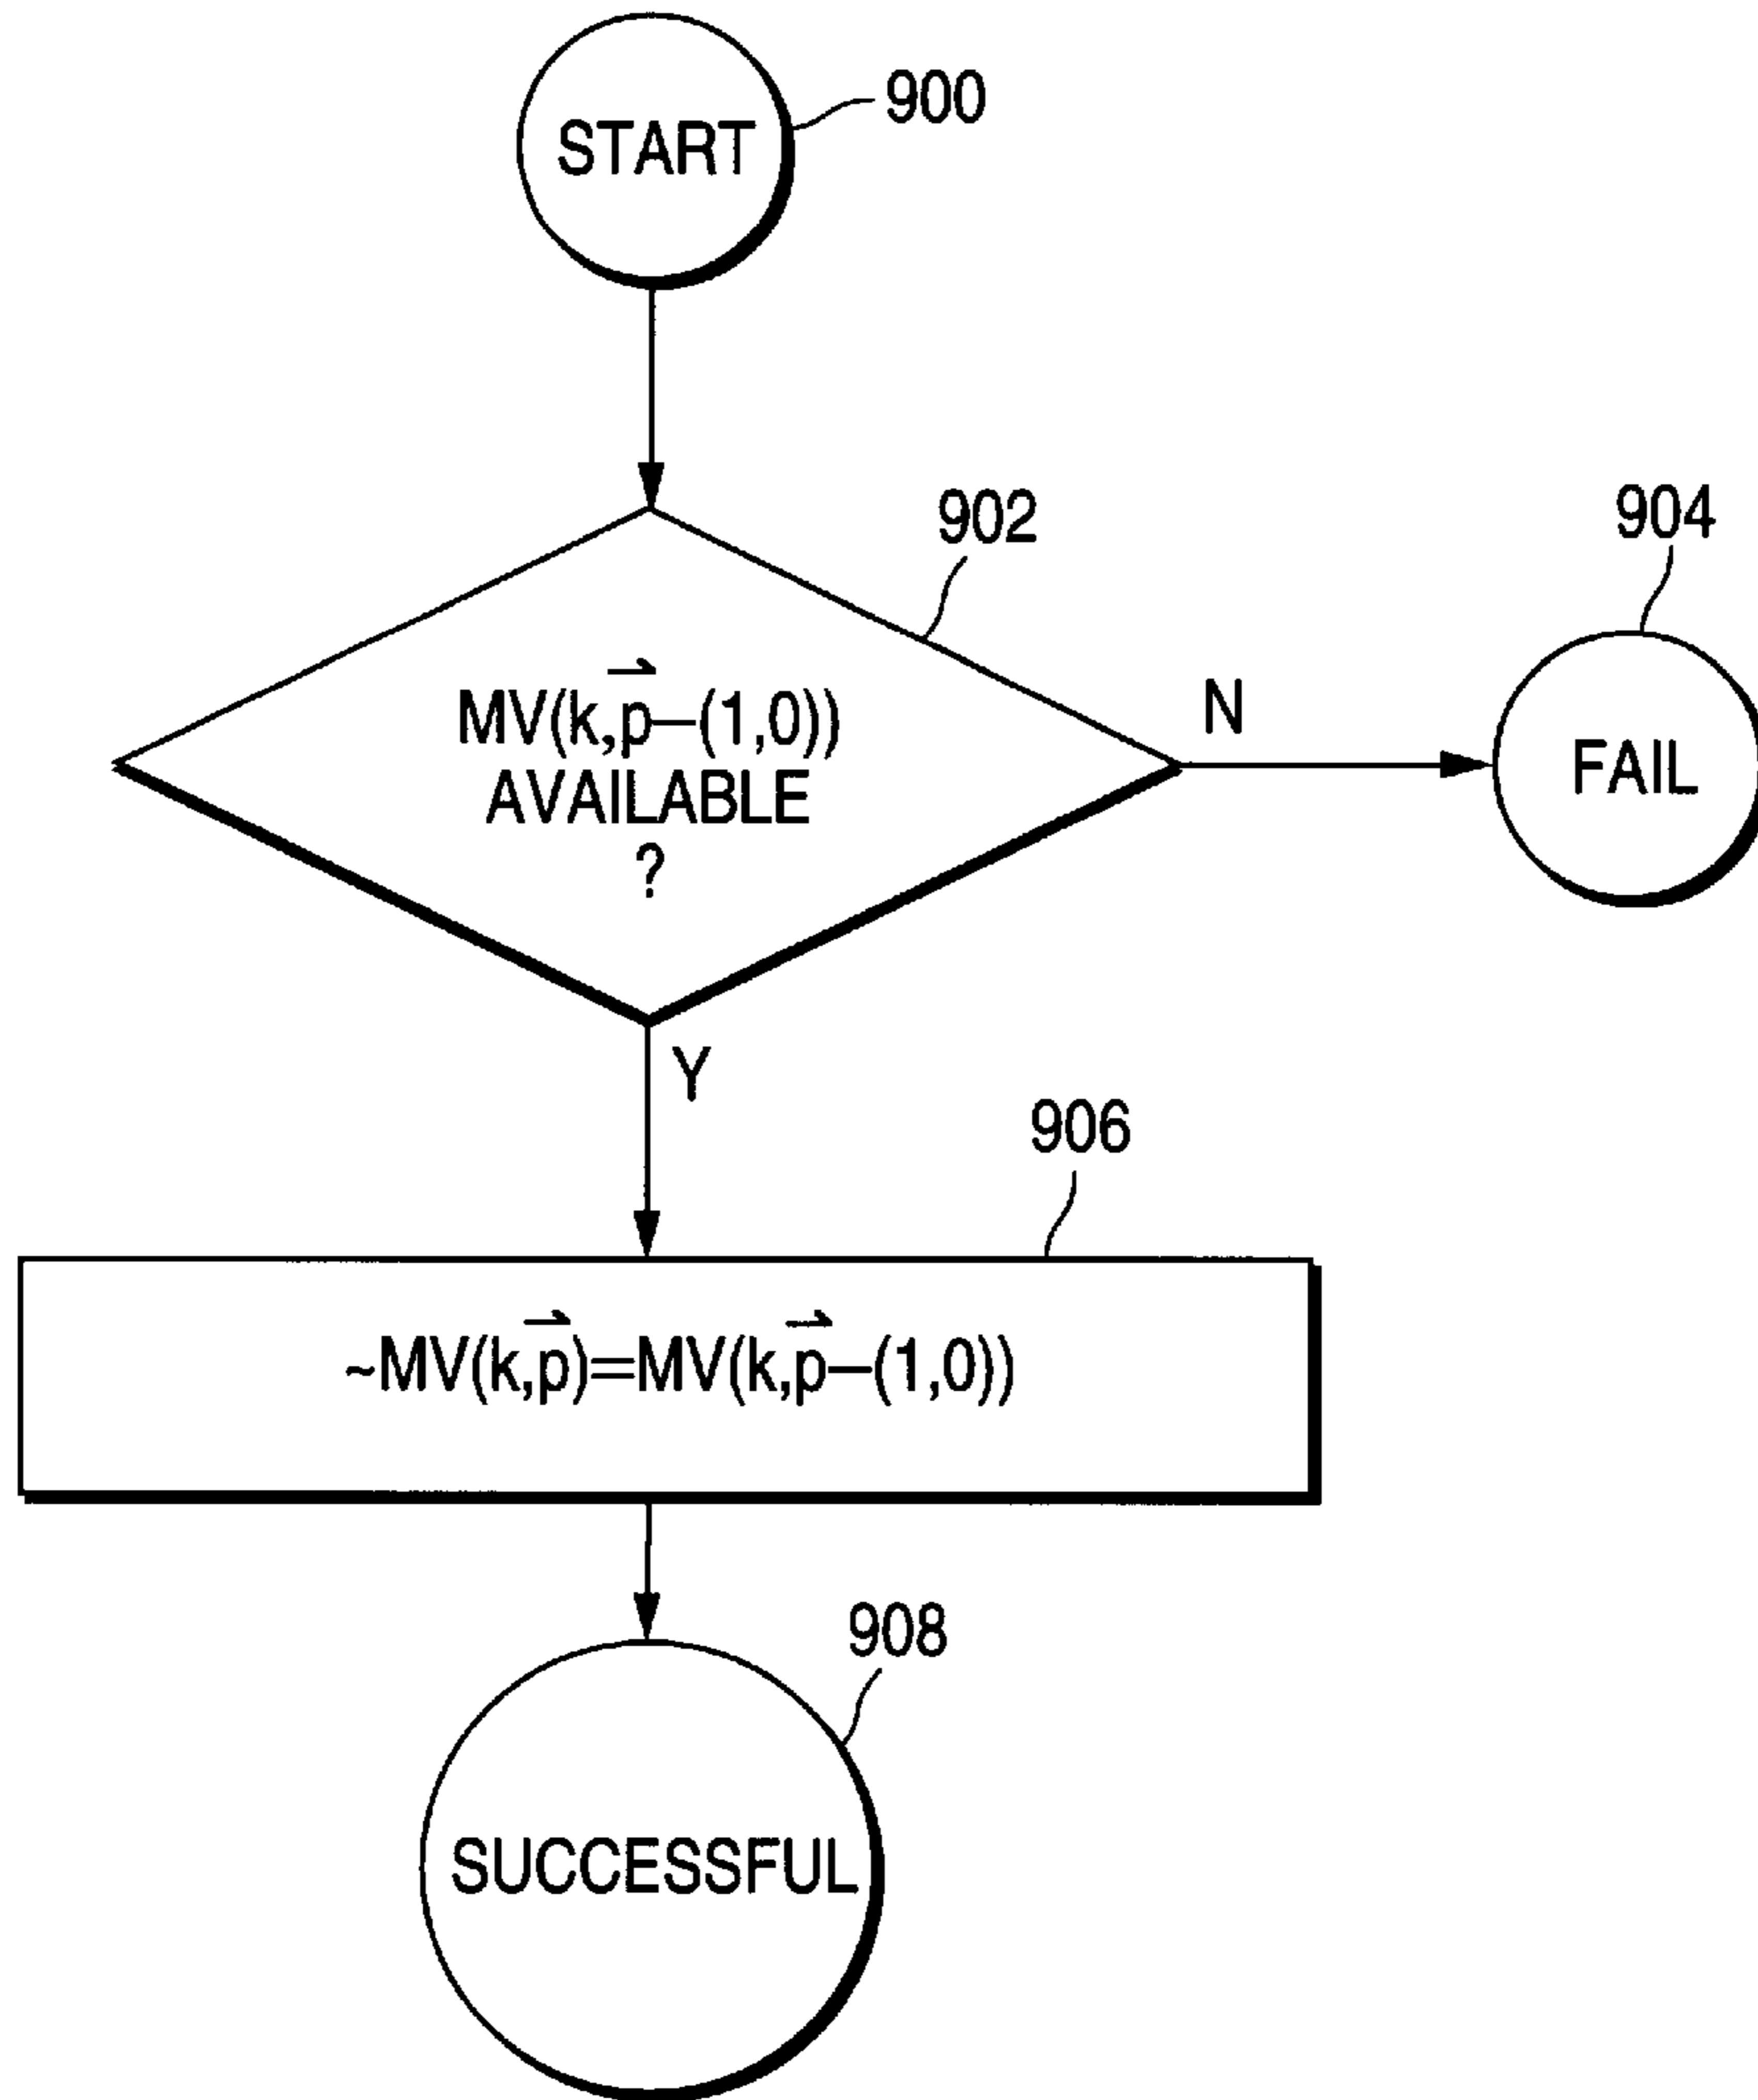 START
900
902
904
MV(k,p⃗—(1,0))
AVAILABLE
?
N
FAIL
Y
906
~MV(k,p⃗)=MV(k,p⃗—(1,0))
908
SUCCESSFUL